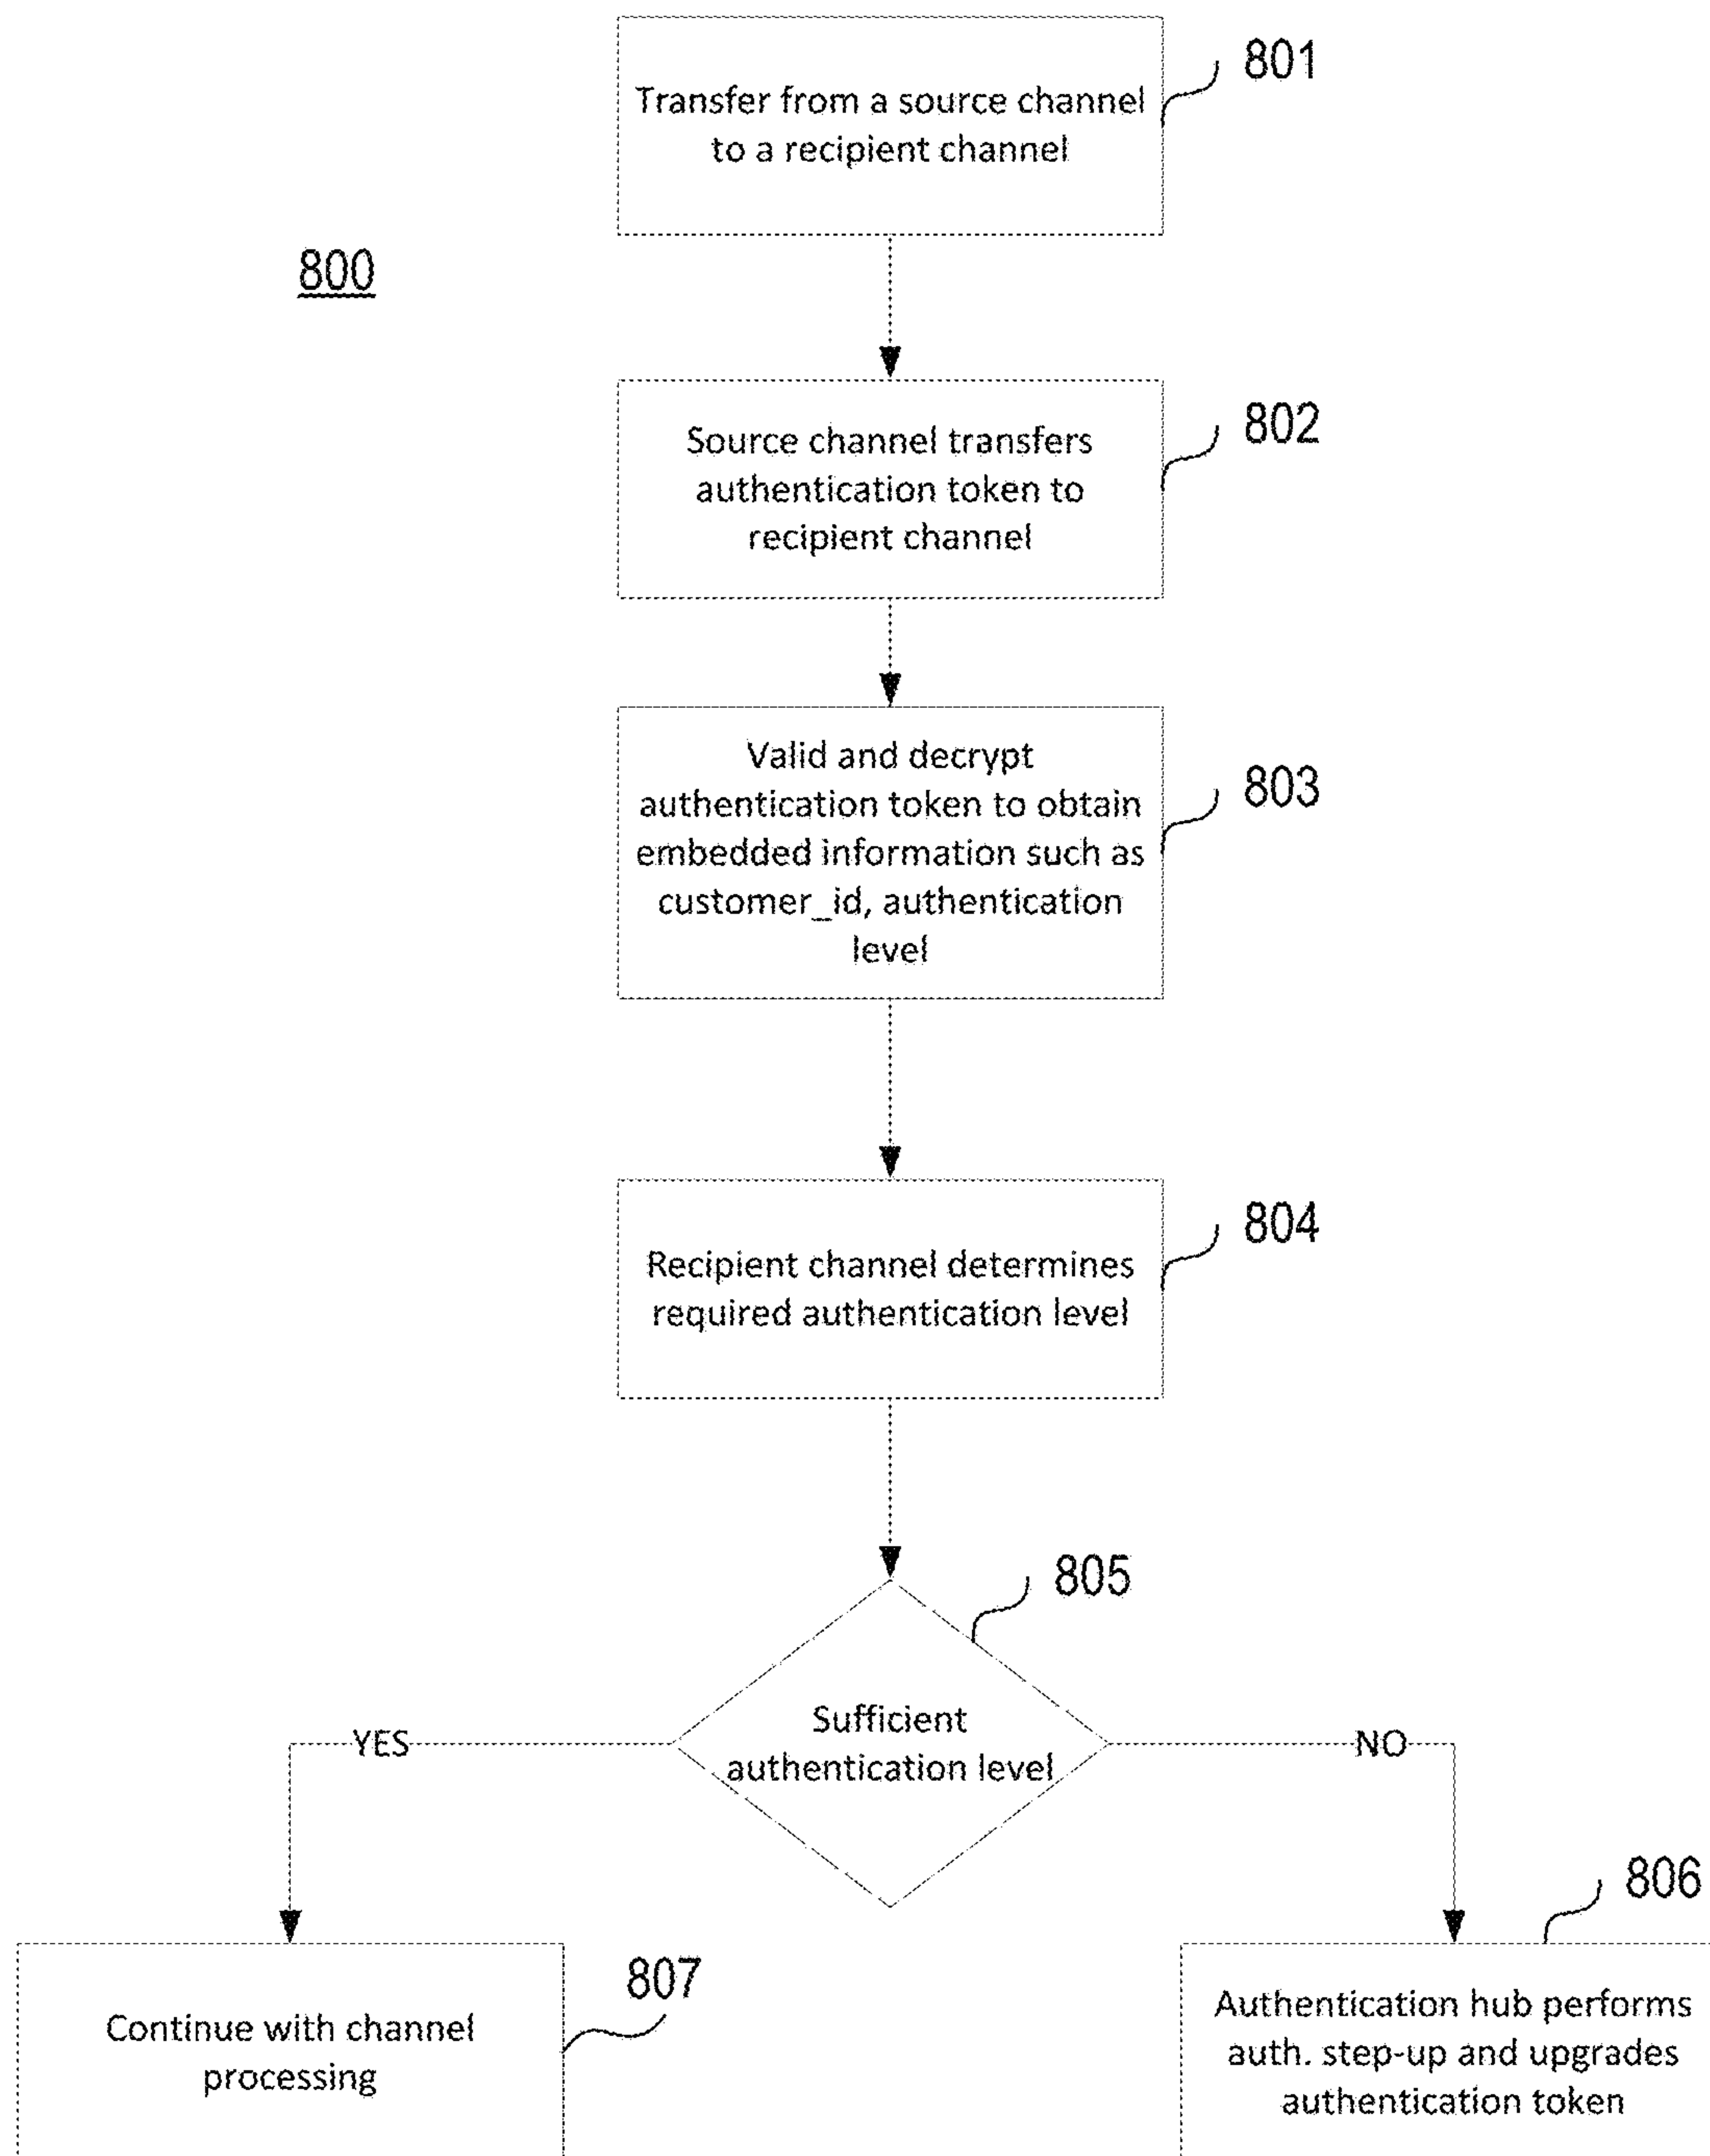 801
Transfer from a source channel
to a recipient channel
800
802
Source channel transfers
authentication token to
recipient channel
803
Valid and decrypt
authentication token to obtain
embedded information such as
customer_id, authentication
level
804
Recipient channel determines
required authentication level
805
Sufficient
authentication level
YES
NO
806
807
Continue with channel
processing
Authentication hub performs
auth. step-up and upgrades
authentication token